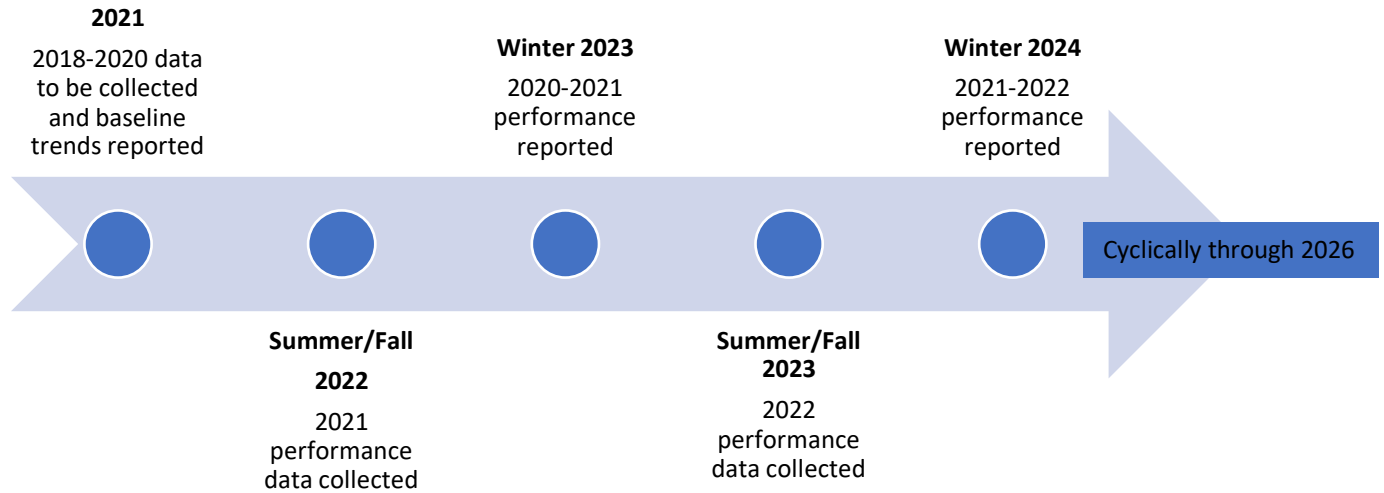 2021
2018-2020 data
to be collected
and baseline
trends reported
Summer/Fall
2022
2021
performance
data collected
Winter 2023
2020-2021
performance
reported
Summer/Fall
2023
2022
performance
data collected
Winter 2024
2021-2022
performance
reported
Cyclically through 2026